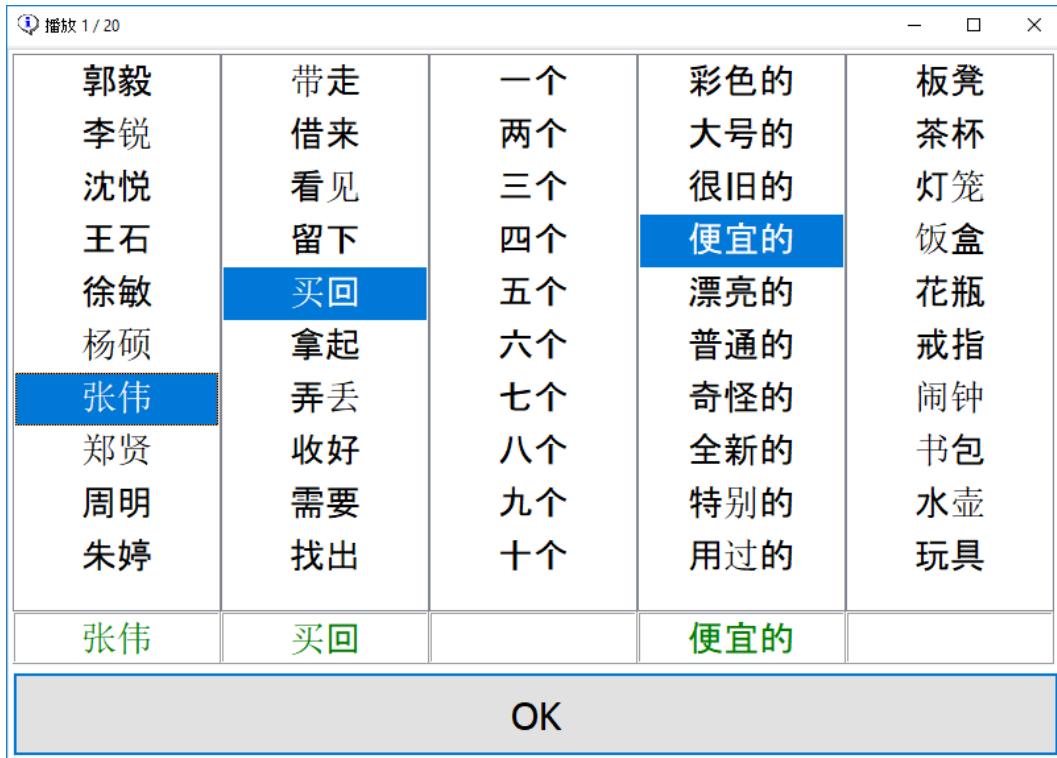 播放 1 / 20
郭毅 带走 一个 彩色的 板凳
李锐 借来 两个 大号的 茶杯
沈悦 看见 三个 很旧的 灯笼
王石 留下 四个 便宜的 饭盒
徐敏 买回 五个 漂亮的 花瓶
杨硕 拿起 六个 普通的 戒指
张伟 弄丢 七个 奇怪的 闹钟
郑贤 收好 八个 全新的 书包
周明 需要 九个 特别的 水壶
朱婷 找出 十个 用过的 玩具
张伟 买回 便宜的
OK